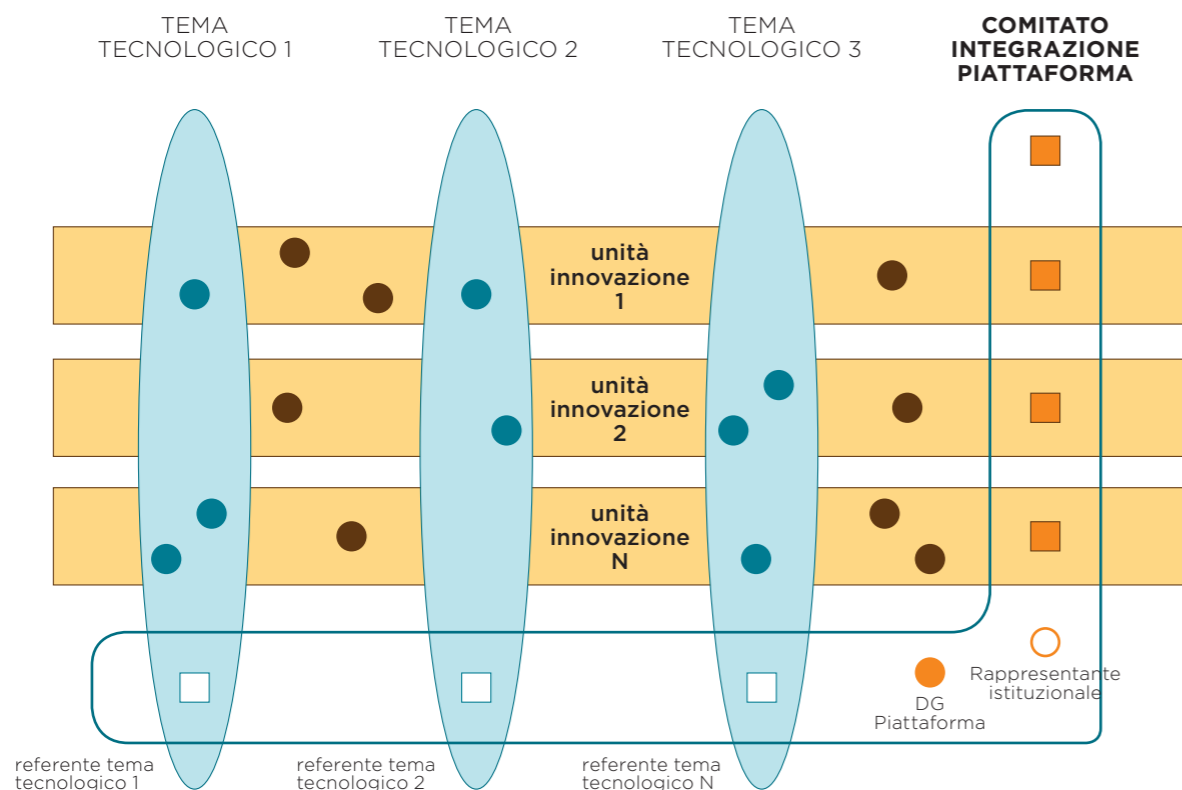 TEMA
TECNOLOGICO 1
TEMA
TECNOLOGICO 2
TEMA
TECNOLOGICO 3
COMITATO
INTEGRAZIONE
PIATTAFORMA
unità
innovazione
1
unità
innovazione
2
unità
innovazione
N
Rappresentante
istituzionale
DG
Piattaforma
referente tema
tecnologico 1
referente tema
tecnologico 2
referente tema
tecnologico N